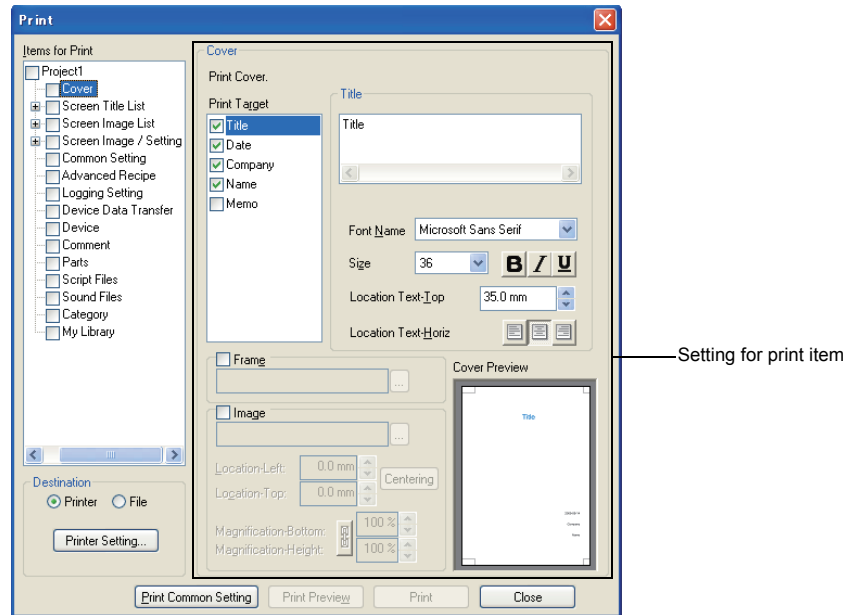 Print
Items for Print
Project1
Cover
Screen Title List
Screen Image List
Screen Image / Setting
Common Setting
Advanced Recipe
Logging Setting
Device Data Transfer
Device
Comment
Parts
Script Files
Sound Files
Category
My Library
Destination
Printer
File
Printer Setting...
Cover
Print Cover.
Print Target
Title
Date
Company
Name
Memo
Title
Title
Font Name
Microsoft Sans Serif
Size
36
B I U
Location Text-Top
35.0 mm
Location Text-Horiz
Frame
...
Image
...
Location-Left:
0.0 mm
Location-Top:
0.0 mm
Centering
Magnification-Bottom:
100 %
Magnification-Height:
100 %
Cover Preview
Title
Company
Name
Setting for print item
Print Common Setting
Print Preview
Print
Close